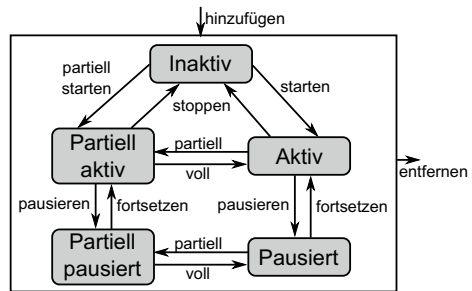 hinzufügen
Inaktiv
partiell
starten
starten
stoppen
Partiell
aktiv
partiell
voll
Aktiv
entfernen
pausieren
fortsetzen
pausieren
fortsetzen
Partiell
pausiert
partiell
voll
Pausiert